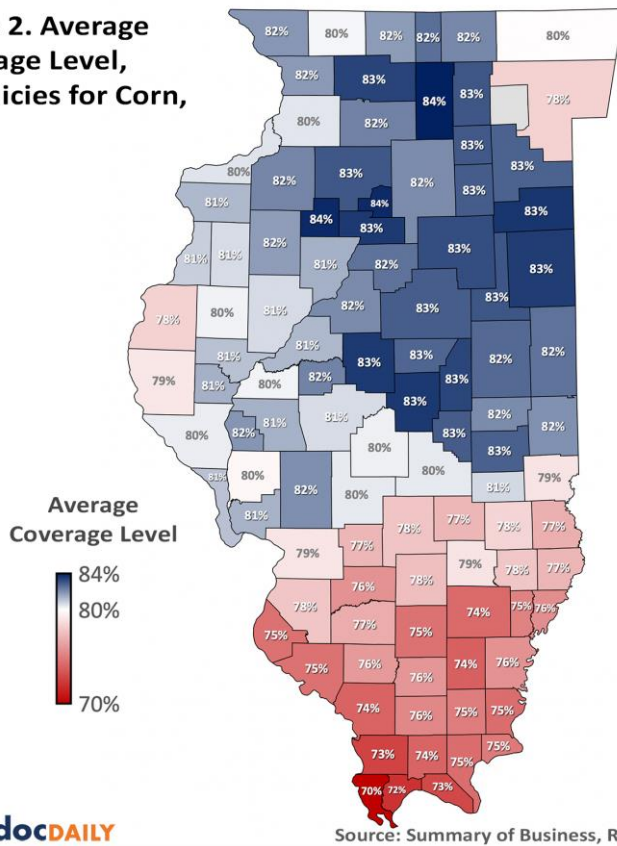 2. Average
age Level,
icies for Corn,
82% 80% 82% 82% 82% 80%
82% 83% 84% 83% 78%
80% 82%
83%
80% 82% 83% 82% 83% 83%
81% 84% 84% 83% 83%
81% 81% 82% 81% 82% 83% 83%
78% 80% 81% 82% 83% 83%
81% 81% 83% 83% 82% 82%
79% 81% 80% 82% 83% 83%
80% 82% 81% 81% 83% 82% 82%
80% 83% 83%
81% 80% 82% 80% 80% 81% 79%
81%
Average
Coverage Level
84%
80%
70%
79% 77% 78% 77% 78% 77%
78% 76% 78% 79% 78% 77%
75% 77% 75% 74% 75% 76%
75% 76% 76% 74% 76%
74% 76% 75% 75%
73% 74% 75% 75%
70% 72% 73%
docDAILY
Source: Summary of Business, R